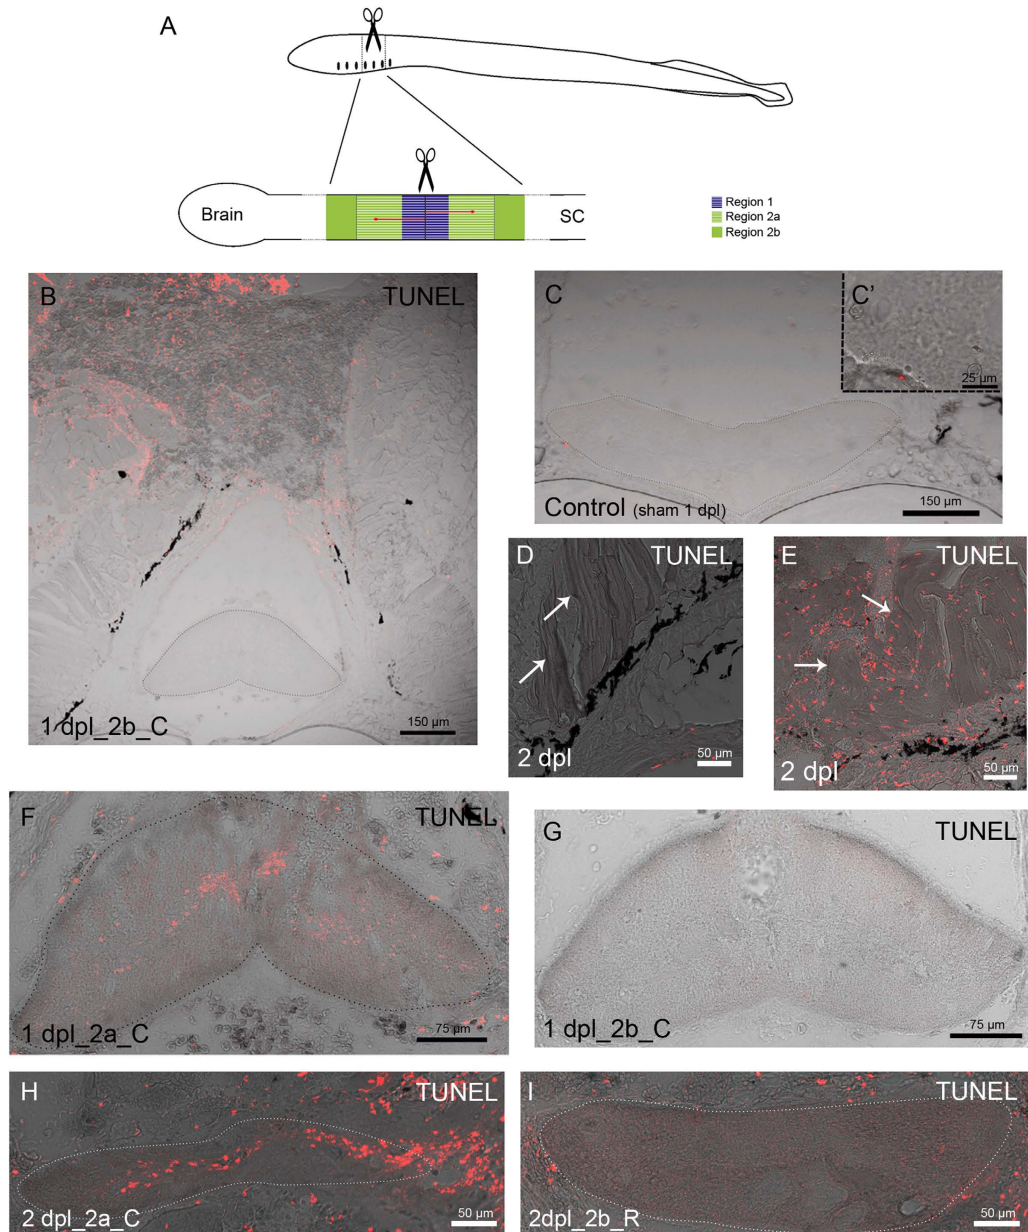 A
Brain
SC
Region 1
Region 2a
Region 2b
B
TUNEL
1 dpl_2b_C
150 µm
C
C'
25 µm
Control (sham 1 dpl)
150 µm
D
TUNEL
2 dpl
50 µm
E
TUNEL
2 dpl
50 µm
F
TUNEL
1 dpl_2a_C
75 µm
G
TUNEL
1 dpl_2b_C
75 µm
H
TUNEL
2 dpl_2a_C
50 µm
I
TUNEL
2dpl_2b_R
50 µm